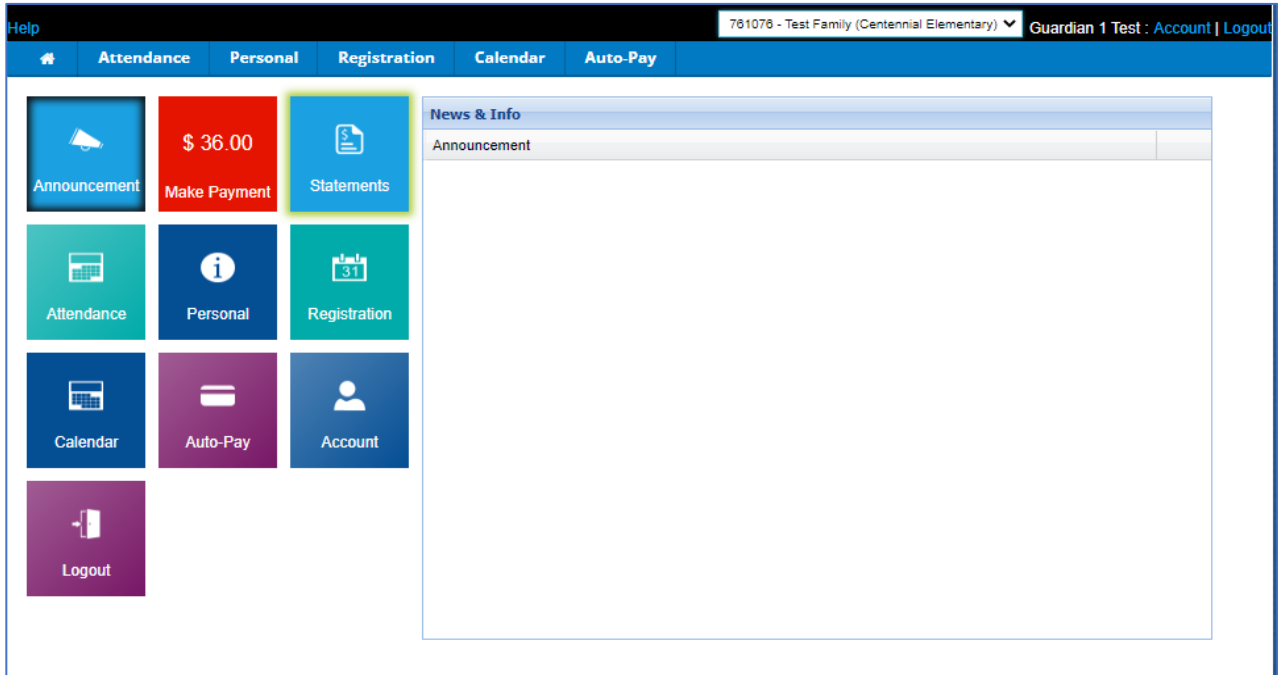 Help
761076 - Test Family (Centennial Elementary)
Guardian 1 Test : Account | Logout
Attendance
Personal
Registration
Calendar
Auto-Pay
Announcement
$ 36.00
Make Payment
$
Statements
News & Info
Announcement
Attendance
i
Personal
31
Registration
Calendar
Auto-Pay
Account
Logout